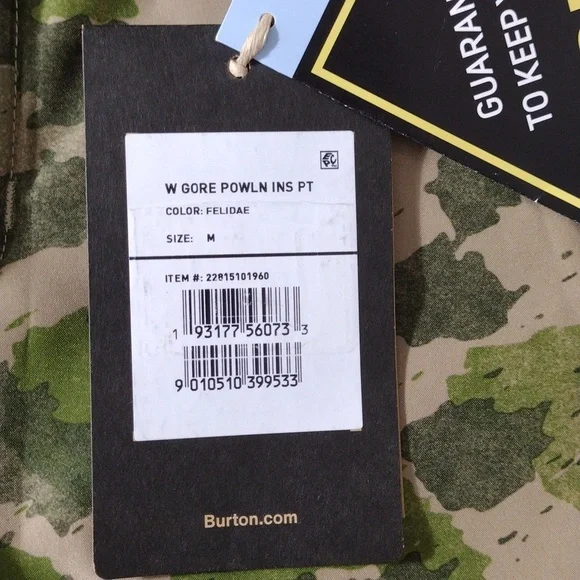 GUARAN
TO KEEP
W GORE POWLN INS PT
COLOR: FELIDAE
SIZE: M
ITEM #: 22815101960
1 93177 56073 3
9 010510 399533
Burton.com